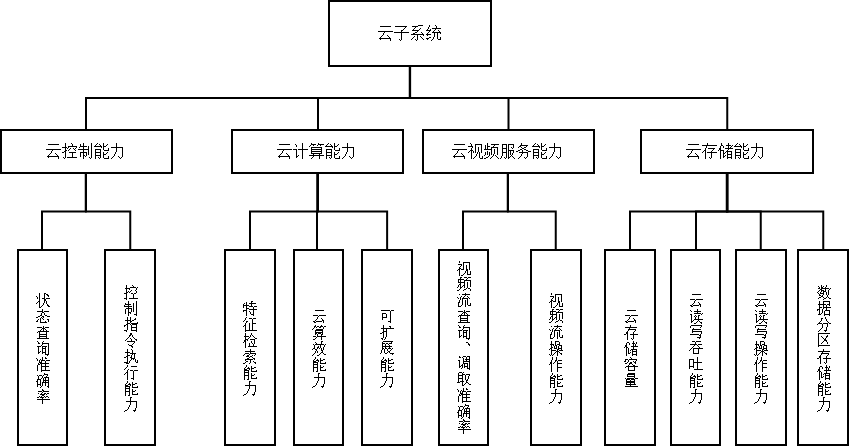 云子系统
云控制能力
云计算能力
云视频服务能力
云存储能力
状态查询准确率
控制指令执行能力
特征检索能力
云算效能力
可扩展能力
视频流查询、调取准确率
视频流操作能力
云存储容量
云读写吞吐能力
云读写操作能力
数据分区存储能力